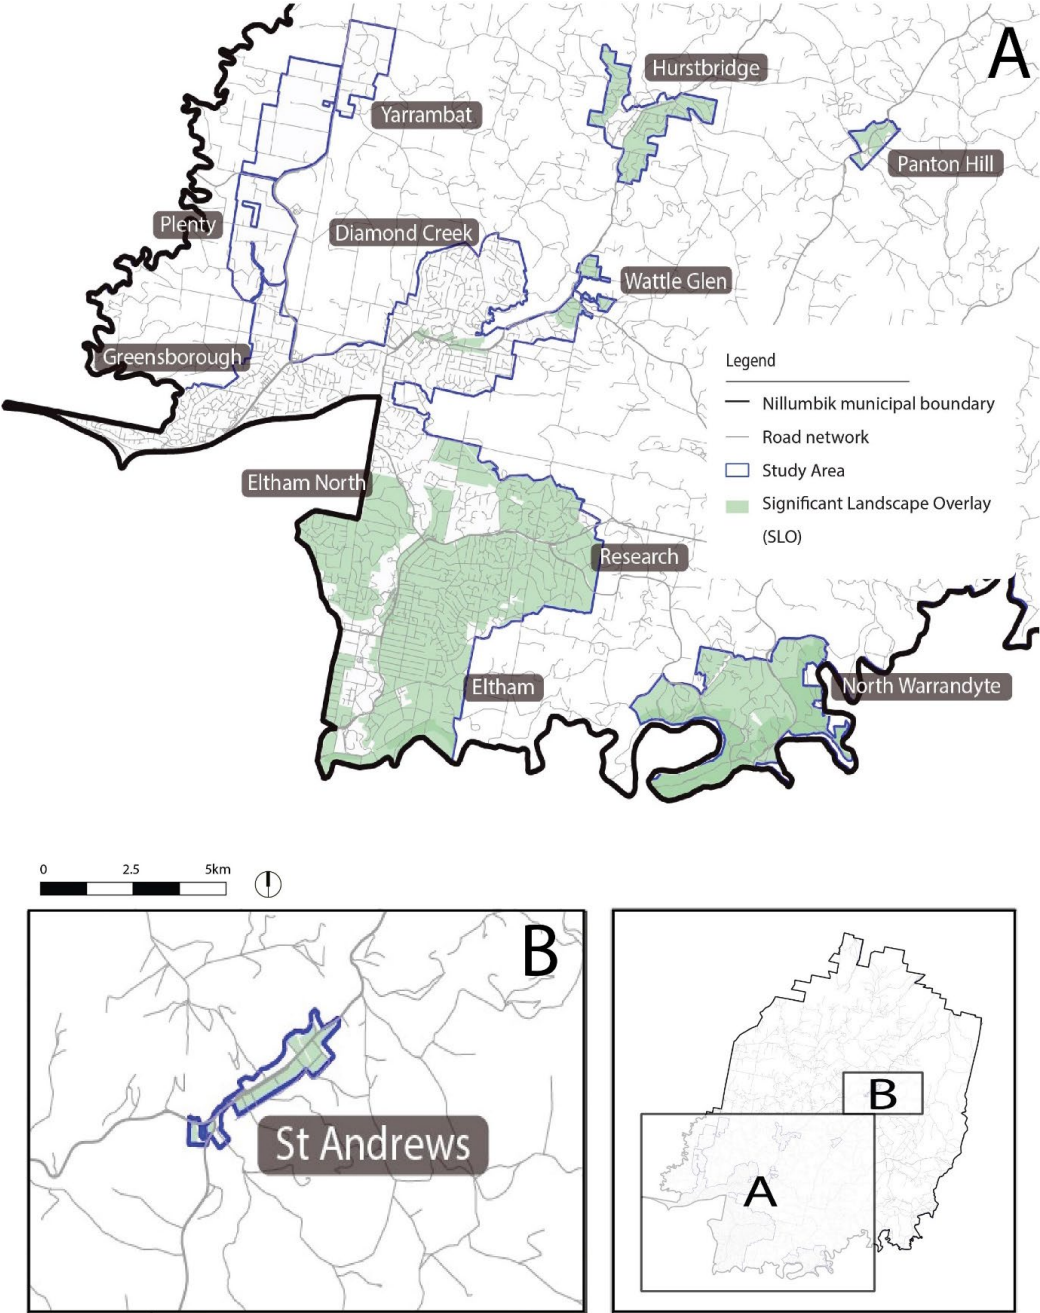 A
Hurstbridge
Yarrambat
Panton Hill
Plenty
Diamond Creek
Wattle Glen
Greensborough
Legend
Nillumbik municipal boundary
Road network
Study Area
Significant Landscape Overlay
(SLO)
Eltham North
Research
Eltham
North Warrandyte
0 2.5 5km
B
St Andrews
B
A